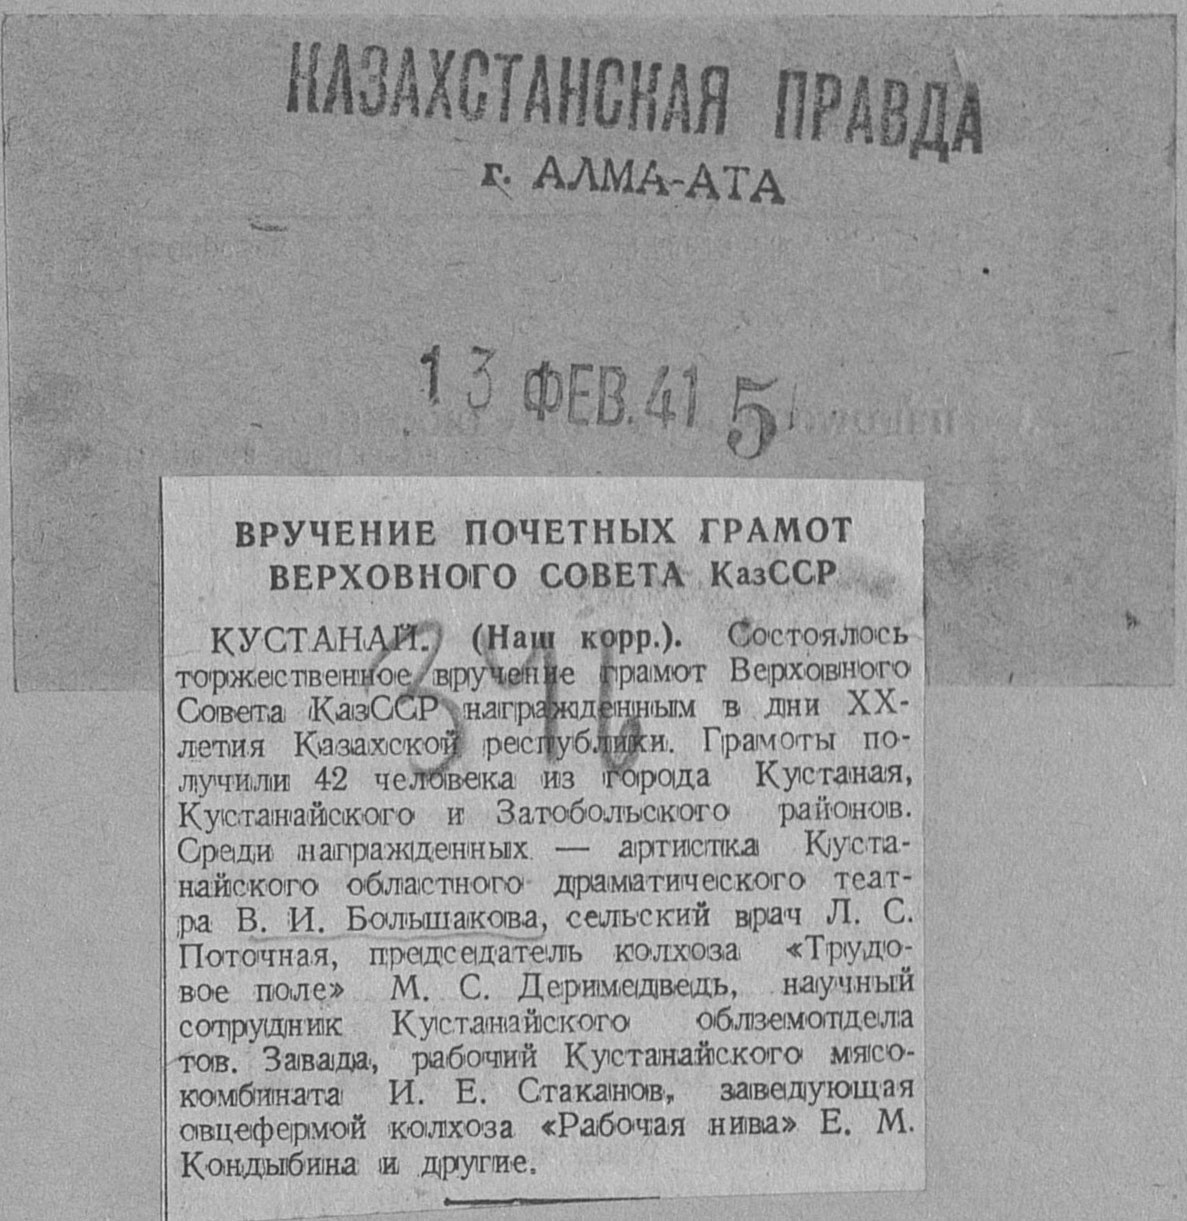 КАЗАХСТАНСКАЯ ПРАВДА
г. АЛМА-АТА
13 ФЕВ. 41 5
ВРУЧЕНИЕ ПОЧЕТНЫХ ГРАМОТ
ВЕРХОВНОГО СОВЕТА КазССР
КУСТАНАЙ. (Наш корр.). Состоялось
торжественное вручение грамот Верховного
Совета КазССР награжденным в дни XX-
летия Казахской республики. Грамоты по-
лучили 42 человека из города Кустаная,
Кустанайского и Затобольского районов.
Среди награжденных — артистка Куста-
найского областного драматического теат-
ра В. И. Большакова, сельский врач Л. С.
Поточная, председатель колхоза «Трудо-
вое поле» М. С. Деримедведь, научный
сотрудник Кустанайского облземотдела
тов. Завада, рабочий Кустанайского мясо-
комбината И. Е. Стаканов, заведующая
овцефермой колхоза «Рабочая нива» Е. М.
Кондыбина и другие.